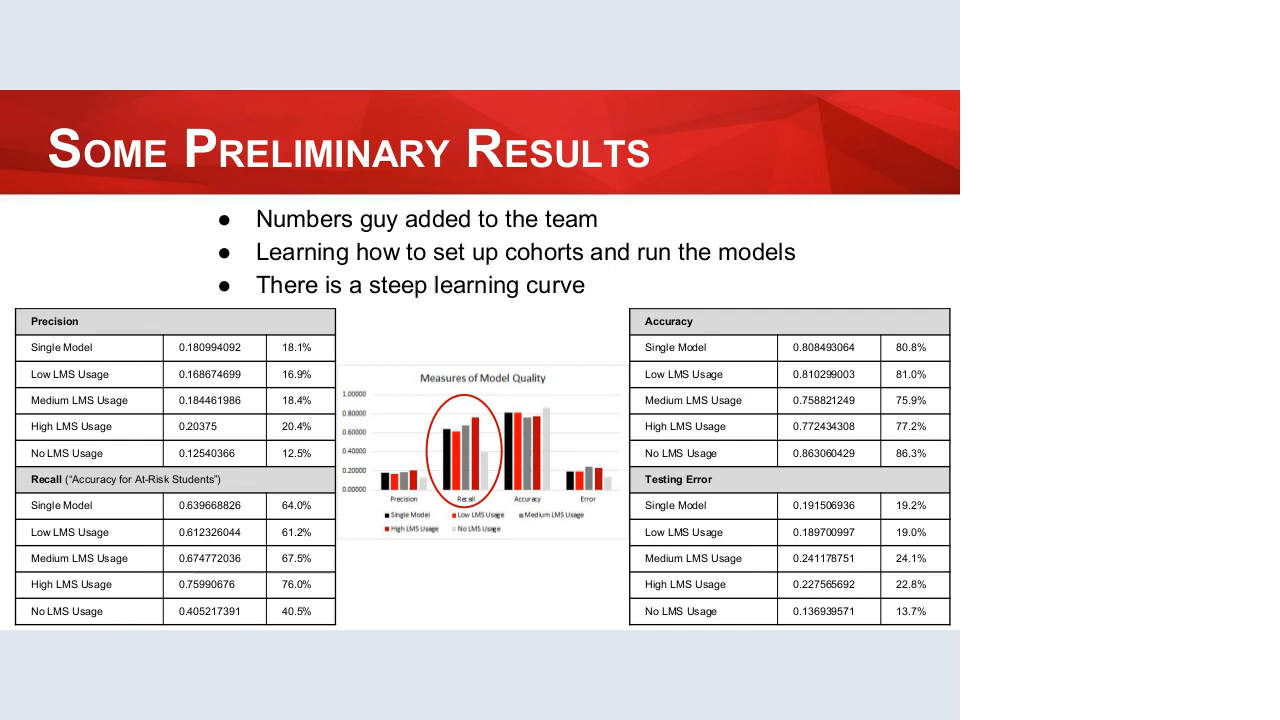 SOME PRELIMINARY RESULTS
● Numbers guy added to the team
● Learning how to set up cohorts and run the models
● There is a steep learning curve
Precision
Single Model 0.180994092 18.1%
Low LMS Usage 0.168674699 16.9%
Medium LMS Usage 0.184461986 18.4%
High LMS Usage 0.20375 20.4%
No LMS Usage 0.12540366 12.5%
Recall (“Accuracy for At-Risk Students”)
Single Model 0.639668826 64.0%
Low LMS Usage 0.612326044 61.2%
Medium LMS Usage 0.674772036 67.5%
High LMS Usage 0.75990676 76.0%
No LMS Usage 0.405217391 40.5%
Measures of Model Quality
1.00000
0.80000
0.60000
0.40000
0.20000
0.00000
Precision Recall Accuracy Error
Single Model Low LMS Usage Medium LMS Usage
High LMS Usage No LMS Usage
Accuracy
Single Model 0.808493064 80.8%
Low LMS Usage 0.810299003 81.0%
Medium LMS Usage 0.758821249 75.9%
High LMS Usage 0.772434308 77.2%
No LMS Usage 0.863060429 86.3%
Testing Error
Single Model 0.191506936 19.2%
Low LMS Usage 0.189700997 19.0%
Medium LMS Usage 0.241178751 24.1%
High LMS Usage 0.227565692 22.8%
No LMS Usage 0.136939571 13.7%